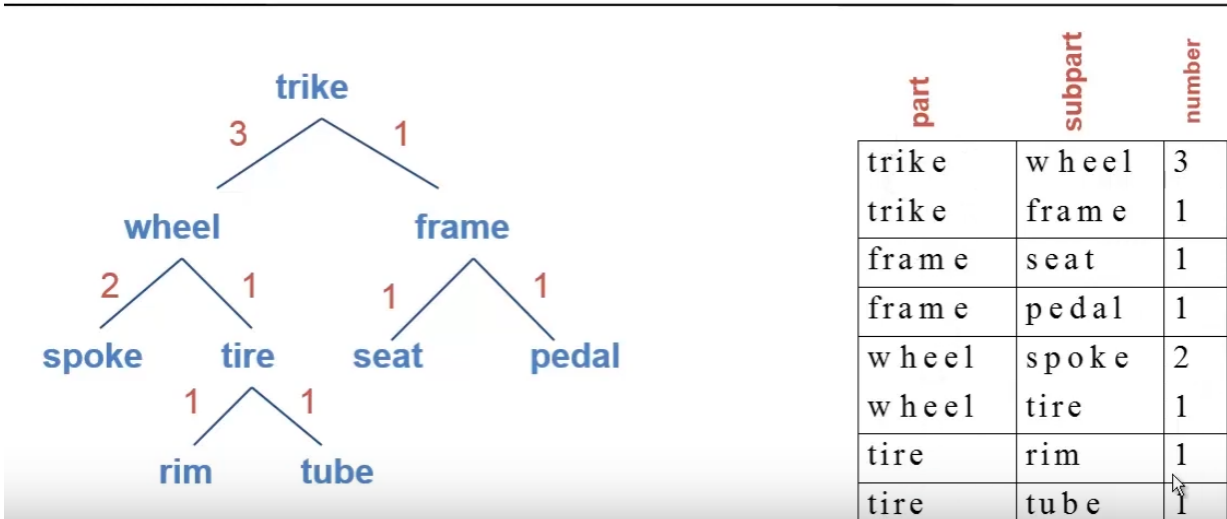 trike
3 1
wheel frame
2 1 1 1
spoke tire seat pedal
1 1
rim tube
part subpart number
trike wheel 3
trike frame 1
frame seat 1
frame pedal 1
wheel spoke 2
wheel tire 1
tire rim 1
tire tube 1